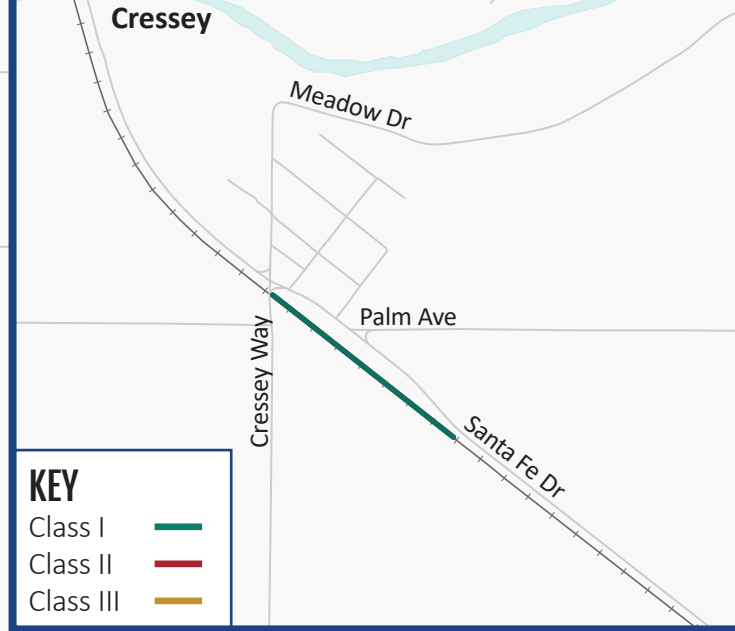 Cressey
Meadow Dr
Palm Ave
Cressey Way
Santa Fe Dr
KEY
Class I
Class II
Class III